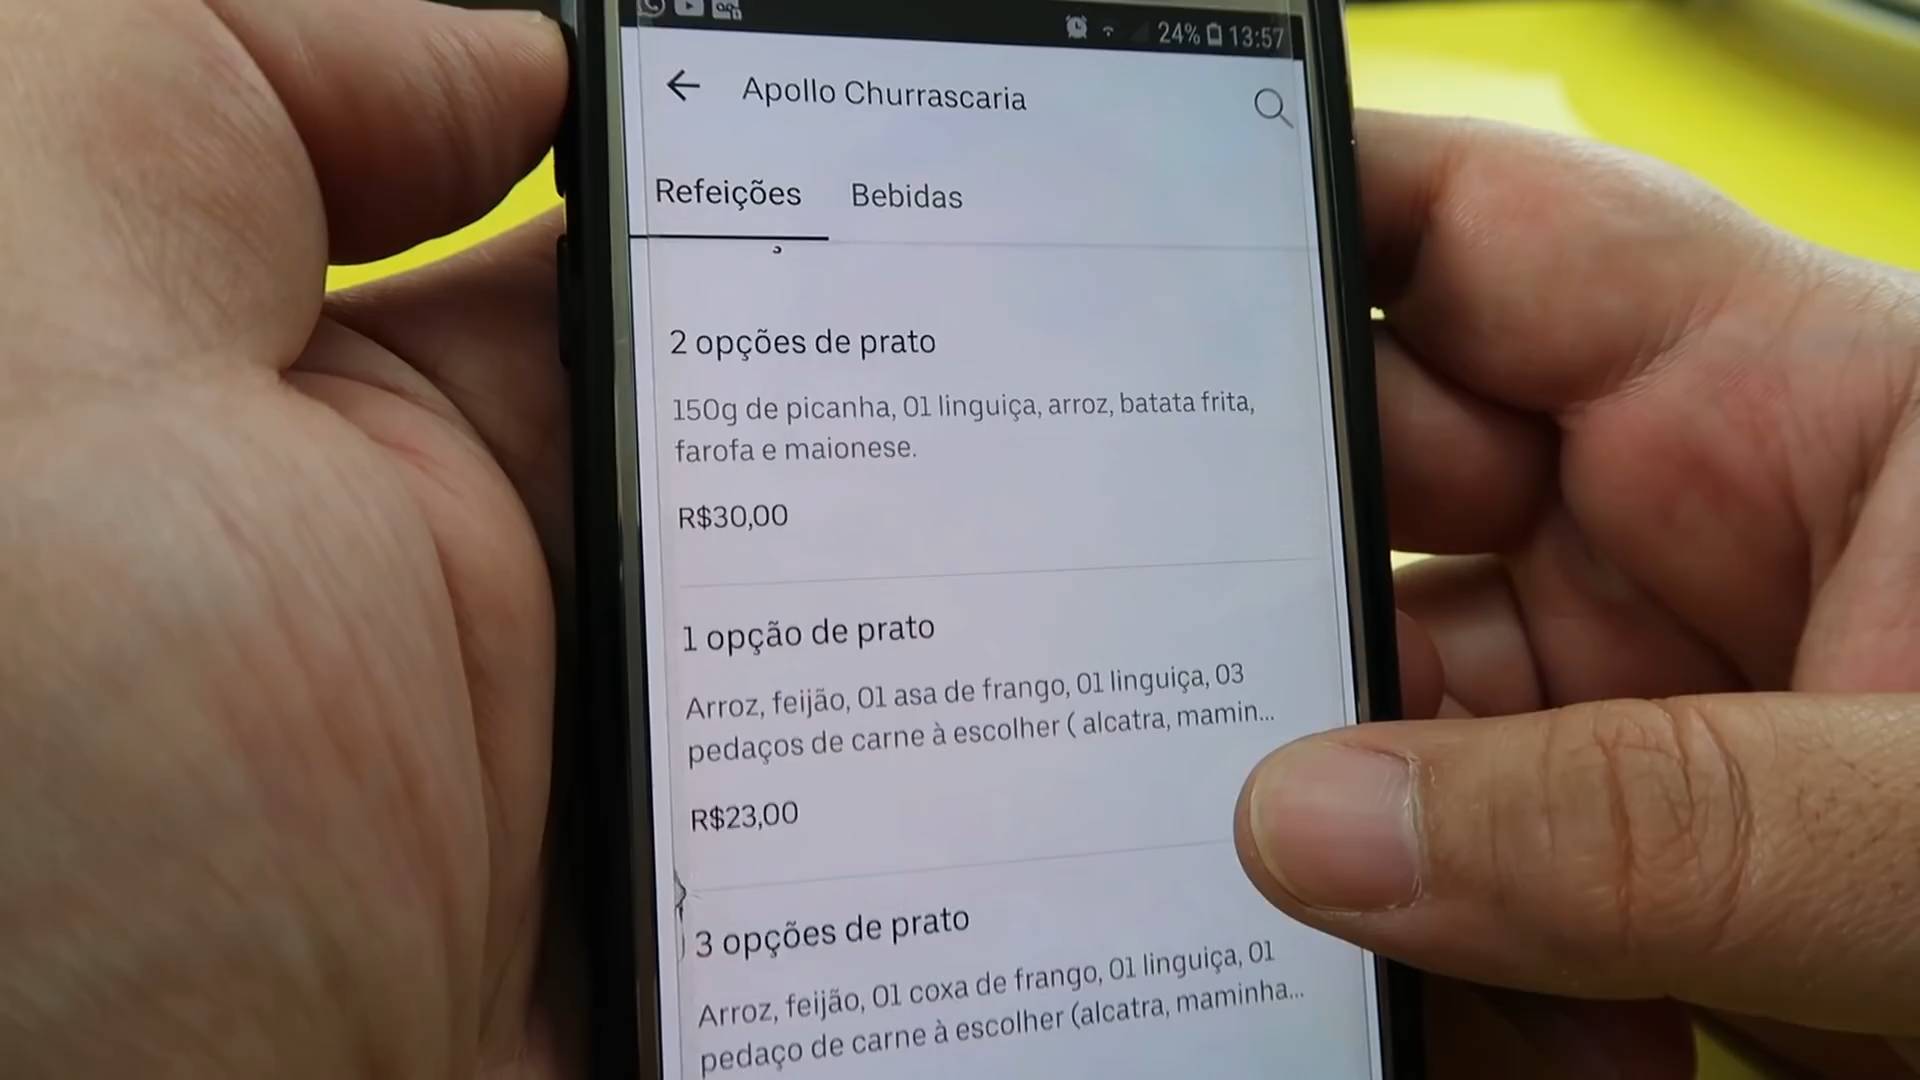 24% 13:57
Apollo Churrascaria
Refeições Bebidas
2 opções de prato
150g de picanha, 01 linguiça, arroz, batata frita,
farofa e maionese.
R$30,00
1 opção de prato
Arroz, feijão, 01 asa de frango, 01 linguiça, 03
pedaços de carne à escolher ( alcatra, mamin...
R$23,00
3 opções de prato
Arroz, feijão, 01 coxa de frango, 01 linguiça, 01
pedaço de carne à escolher (alcatra, maminha...